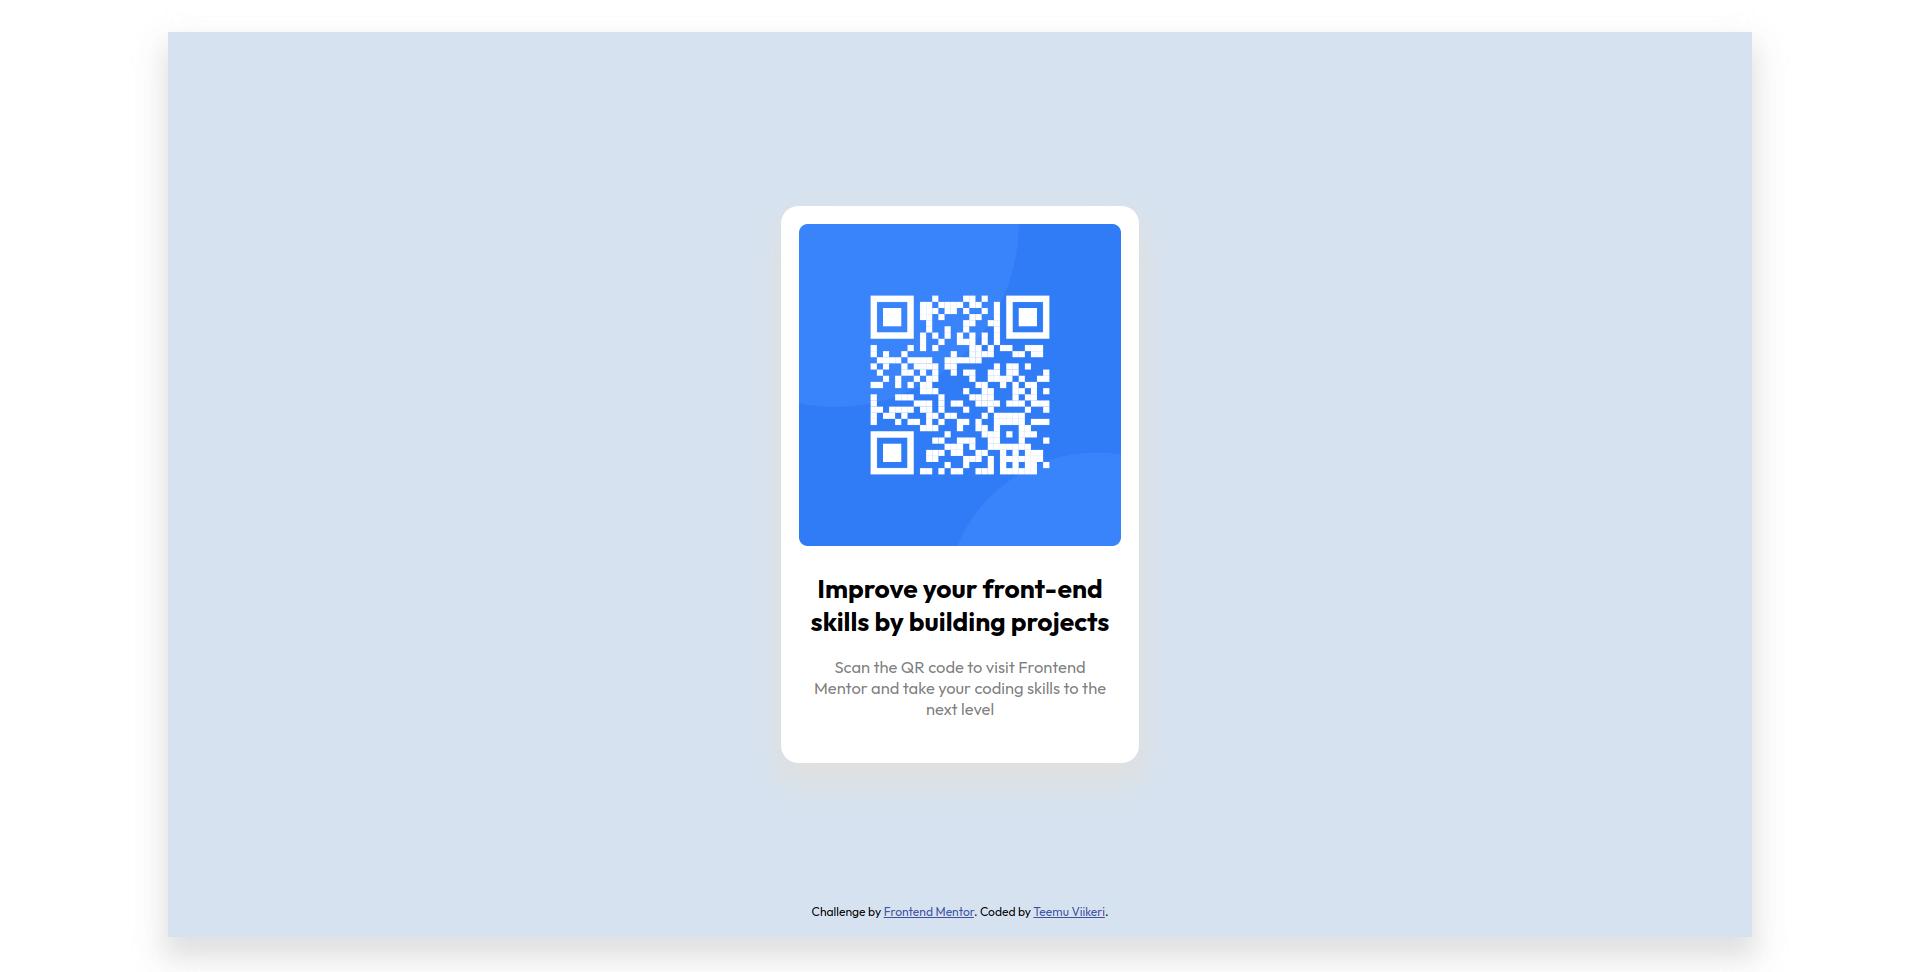 Improve your front-end
skills by building projects
Scan the QR code to visit Frontend
Mentor and take your coding skills to the
next level
Challenge by Frontend Mentor. Coded by Teemu Viikeri.